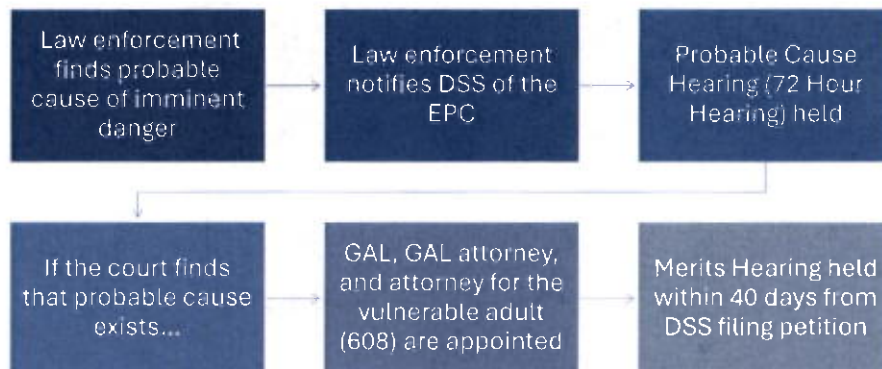 Law enforcement
finds probable
cause of imminent
danger
Law enforcement
notifies DSS of the
EPC
Probable Cause
Hearing (72 Hour
Hearing) held
If the court finds
that probable cause
exists...
GAL, GAL attorney,
and attorney for the
vulnerable adult
(608) are appointed
Merits Hearing held
within 40 days from
DSS filing petition